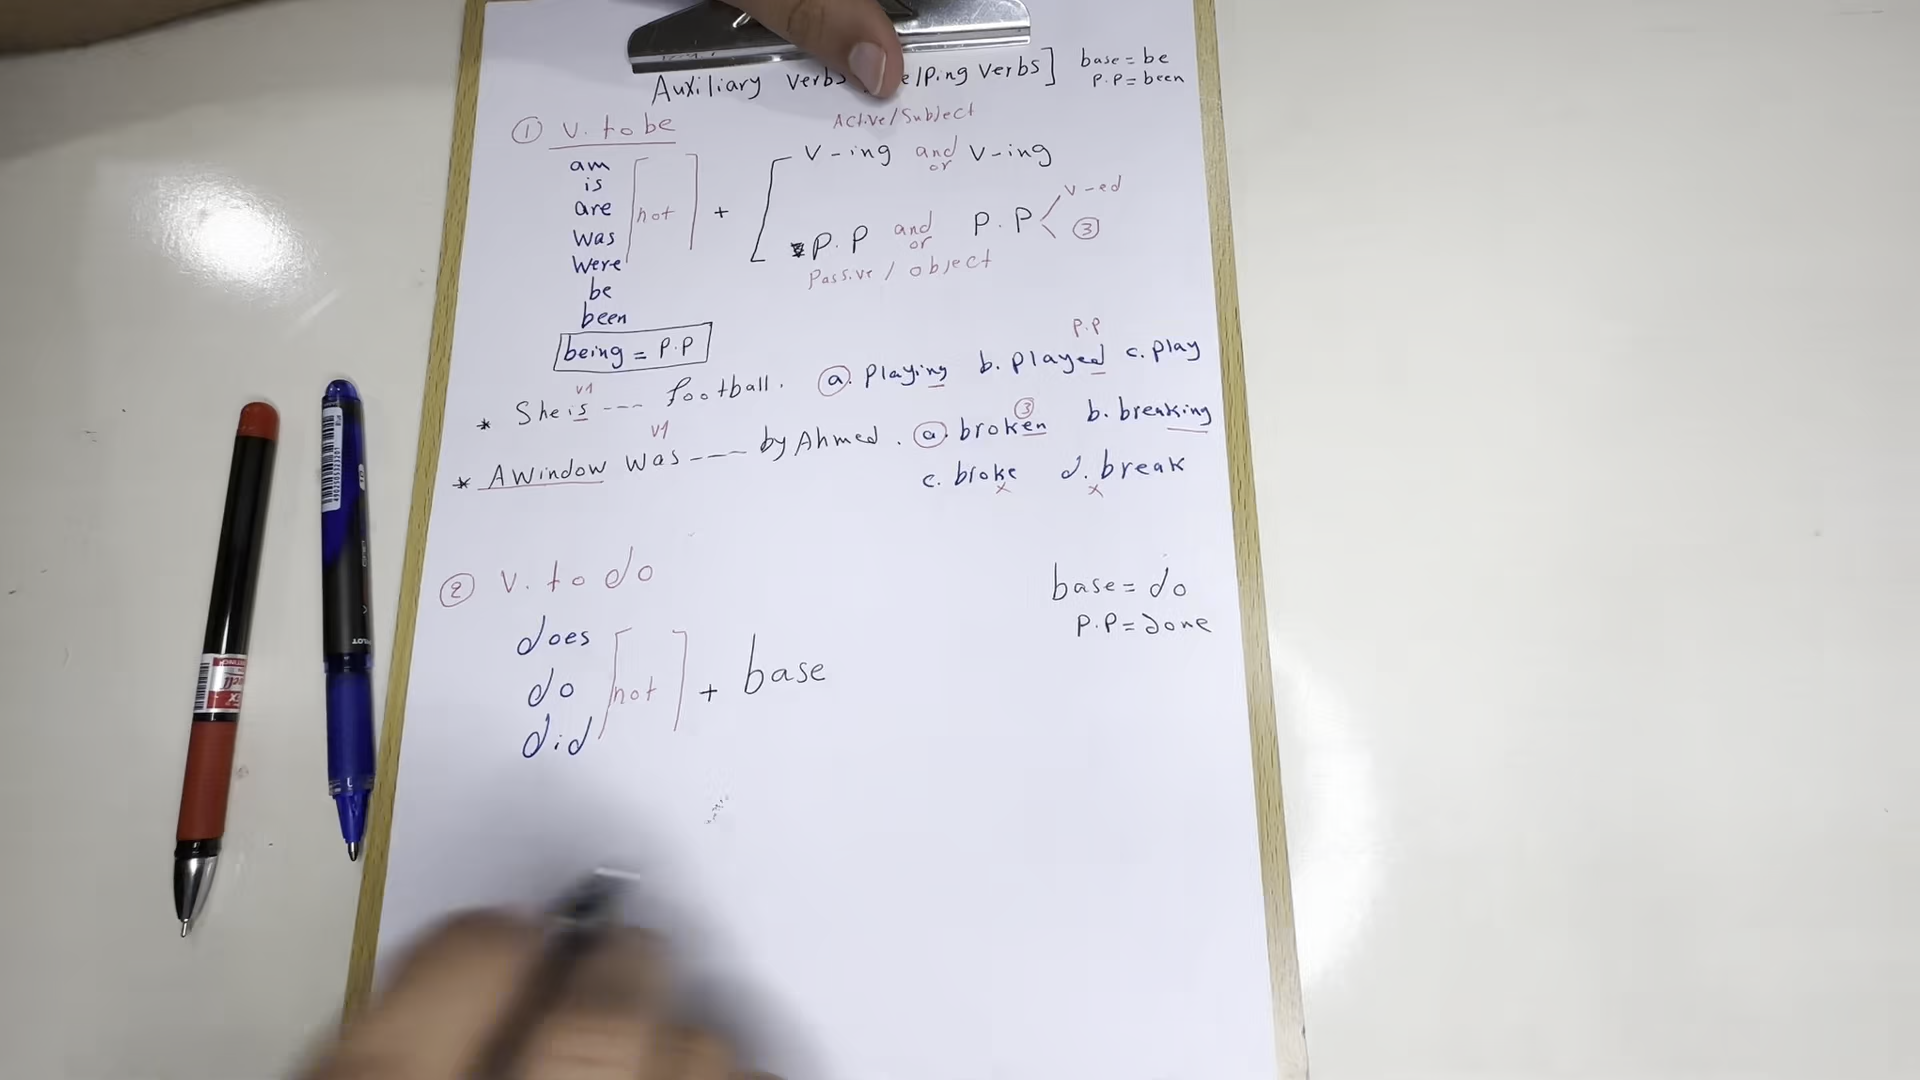 Auxiliary verbs elping verbs]
base = be
P.P = been
① v. to be
Active/Subject
am
is
are
was
were
be
been
being = P.P
not
+
v-ing and or v-ing
P.P and or P.P
v-ed
③
Passive / object
P.P
* She is ---- football. a. playing b. played c. play
v1
③
* A window was ---- by Ahmed. a. broken b. breaking
v1
c. broke d. break
x x
② v. to do
base = do
P.P = done
does
do
did
not
+ base